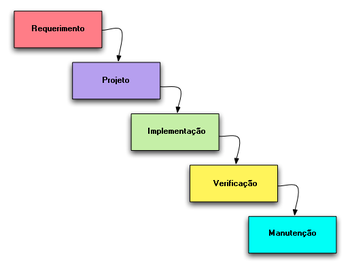 Requerimento
Projeto
Implementação
Verificação
Manutenção